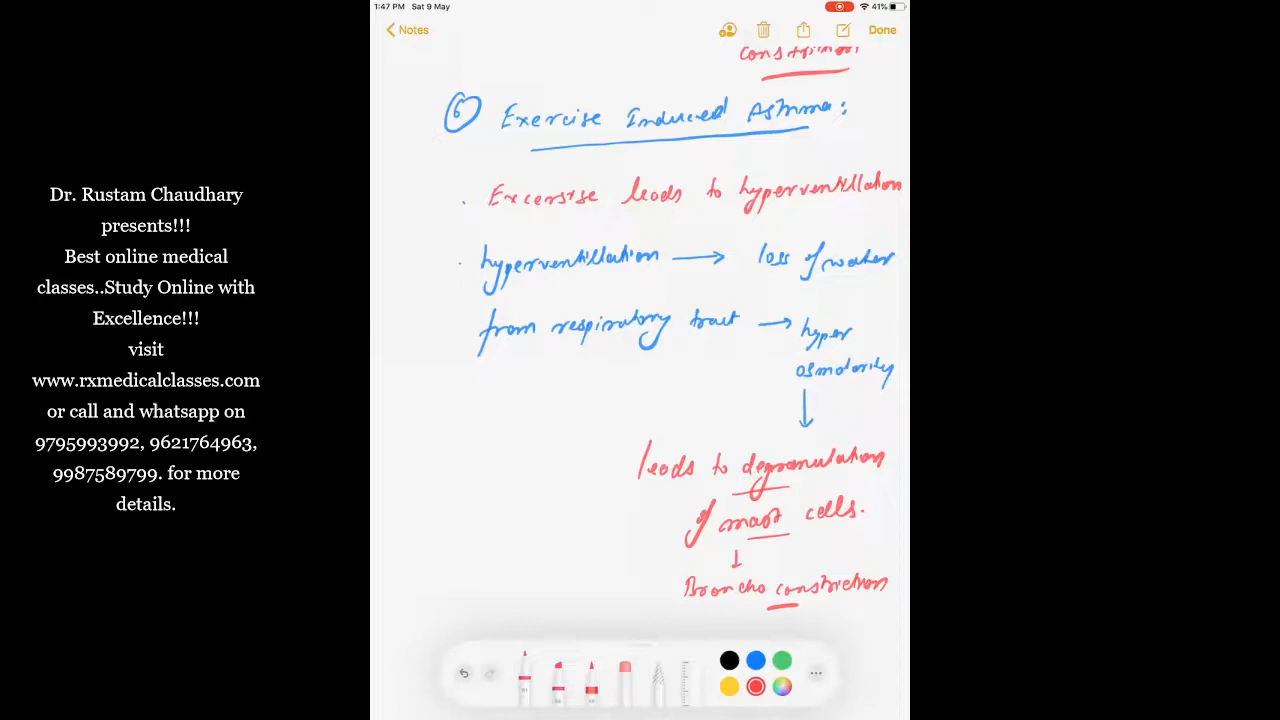 1:47 PM Sat 9 May
41%
Notes
Done
Dr. Rustam Chaudhary
presents!!!
Best online medical
classes..Study Online with
Excellence!!!
visit
www.rxmedicalclasses.com
or call and whatsapp on
9795993992, 9621764963,
9987589799. for more
details.
constriction
6 Exercise Induced Asthma:
. Excersise leads to hyperventillation
. hyperventillation → loss of water
from respiratory tract → hyper
osmolarity
↓
leads to degranulation
of mast cells.
↓
Broncho constriction